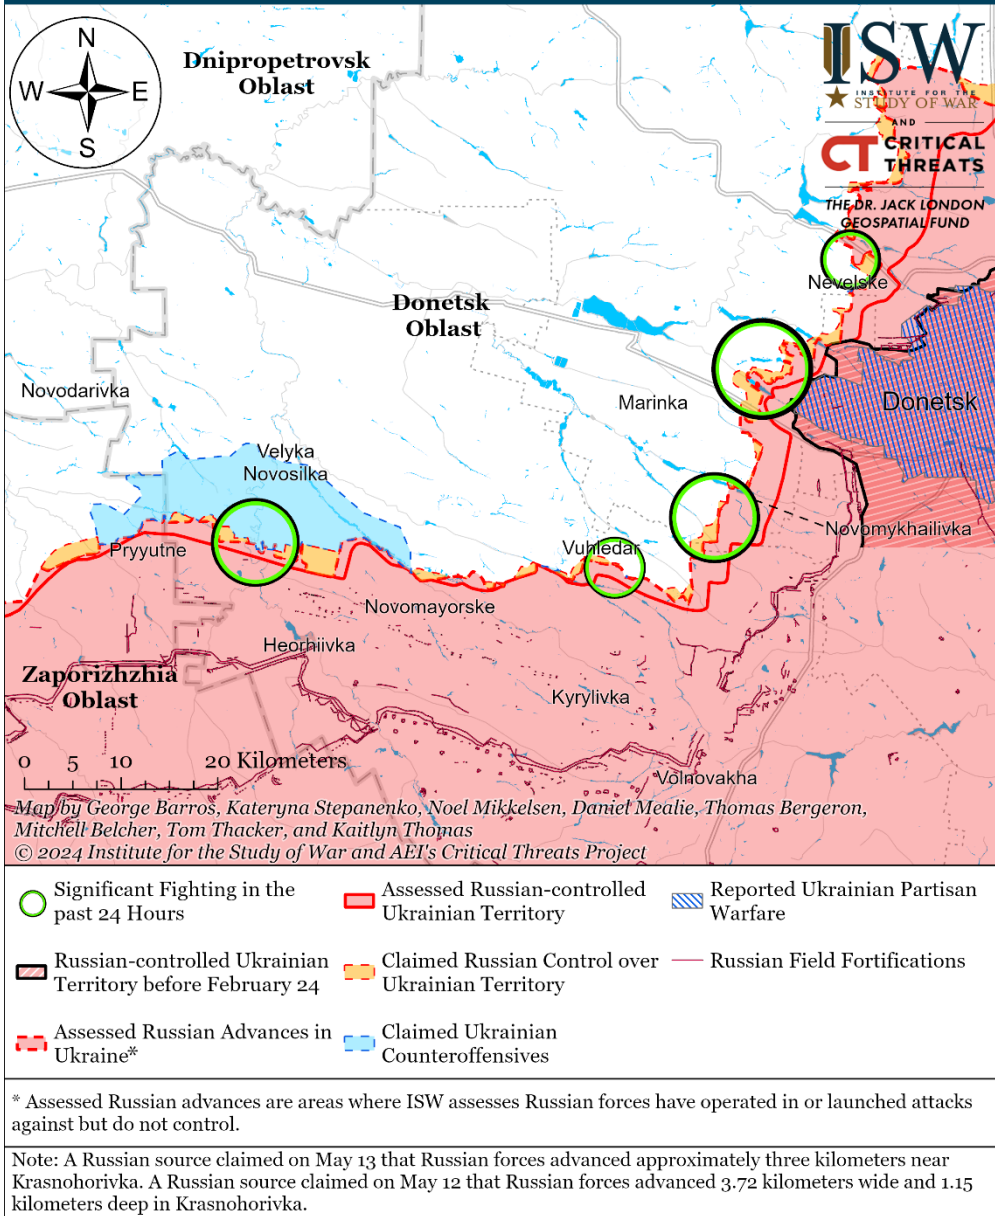 N
W
E
S
Dnipropetrovsk
Oblast
ISW
INSTITUTE FOR THE
STUDY OF WAR
AND
CT CRITICAL
THREATS
THE DR. JACK LONDON
GEOSPATIAL FUND
Nevelske
Donetsk
Oblast
Novodarivka
Marinka
Donetsk
Velyka
Novosilka
Novomykhailivka
Pryyutne
Vuhledar
Novomayorske
Heorhiivka
Zaporizhzhia
Oblast
Kyrylivka
Volnovakha
0 5 10 20 Kilometers
Map by George Barros, Kateryna Stepanenko, Noel Mikkelsen, Daniel Mealie, Thomas Bergeron,
Mitchell Belcher, Tom Thacker, and Kaitlyn Thomas
© 2024 Institute for the Study of War and AEI's Critical Threats Project
Significant Fighting in the
past 24 Hours
Assessed Russian-controlled
Ukrainian Territory
Reported Ukrainian Partisan
Warfare
Russian-controlled Ukrainian
Territory before February 24
Claimed Russian Control over
Ukrainian Territory
Russian Field Fortifications
Assessed Russian Advances in
Ukraine*
Claimed Ukrainian
Counteroffensives
* Assessed Russian advances are areas where ISW assesses Russian forces have operated in or launched attacks
against but do not control.
Note: A Russian source claimed on May 13 that Russian forces advanced approximately three kilometers near
Krasnohorivka. A Russian source claimed on May 12 that Russian forces advanced 3.72 kilometers wide and 1.15
kilometers deep in Krasnohorivka.